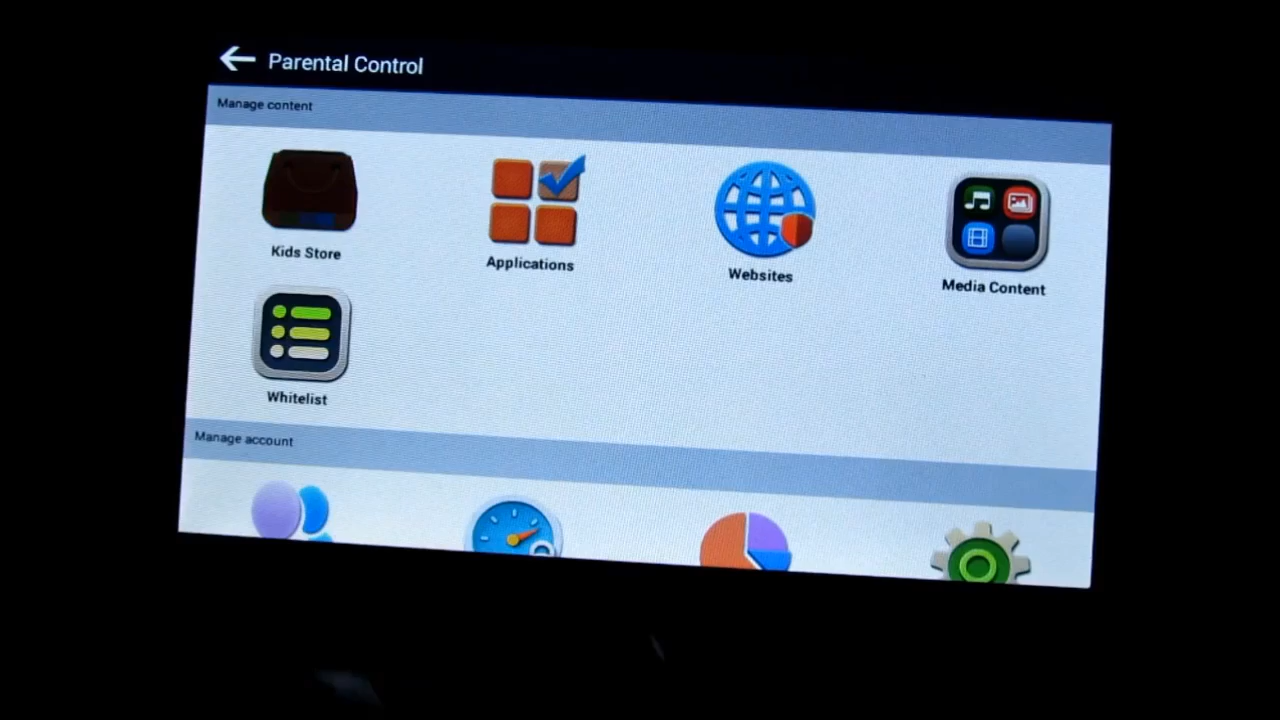 Parental Control
Manage content
Kids Store
Applications
Websites
Media Content
Whitelist
Manage account